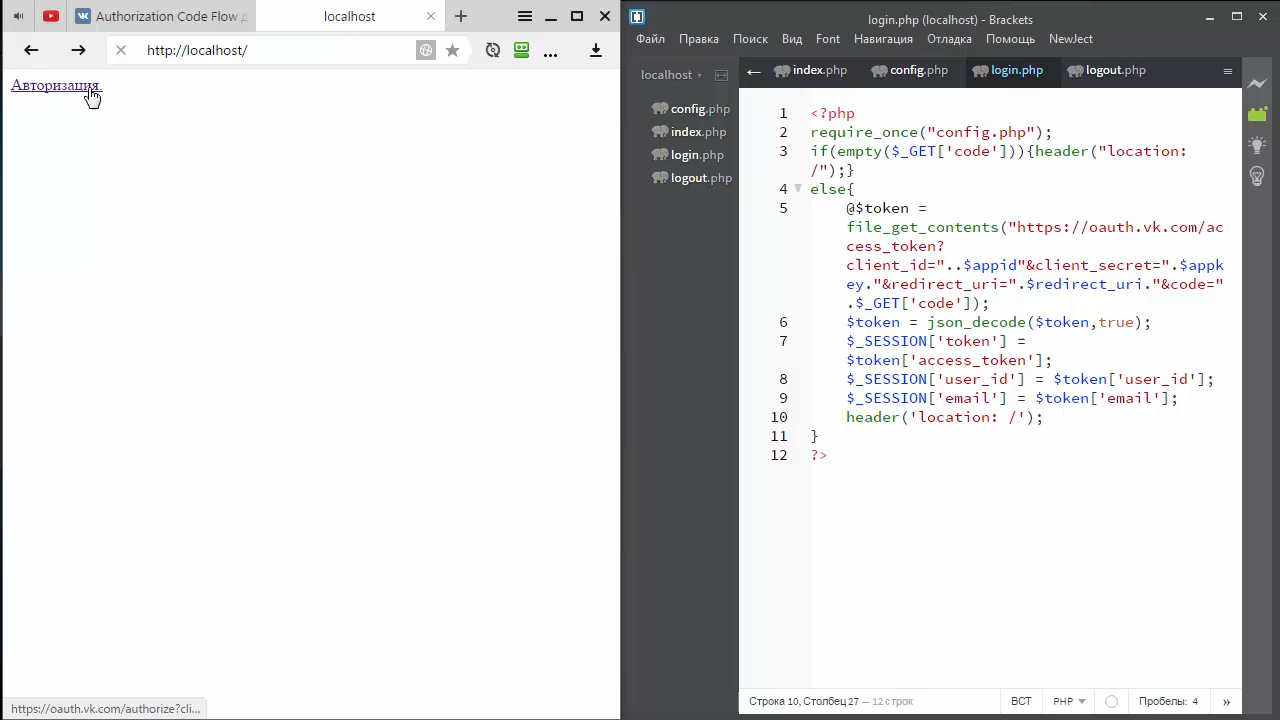 Authorization Code Flow д
localhost
http://localhost/
Авторизация.
https://oauth.vk.com/authorize?cli...
login.php (localhost) - Brackets
Файл Правка Поиск Вид Font Навигация Отладка Помощь NewJect
localhost
index.php config.php login.php logout.php
config.php
index.php
login.php
logout.php
1 <?php
2 require_once("config.php");
3 if(empty($_GET['code'])){header("location:
/");}
4 else{
5 @$token =
file_get_contents("https://oauth.vk.com/ac
cess_token?
client_id="..$appid"&client_secret=".$appk
ey."&redirect_uri=".$redirect_uri."&code="
.$_GET['code']);
6 $token = json_decode($token,true);
7 $_SESSION['token'] =
$token['access_token'];
8 $_SESSION['user_id'] = $token['user_id'];
9 $_SESSION['email'] = $token['email'];
10 header('location: /');
11 }
12 ?>
Строка 10, Столбец 27 — 12 строк
ВСТ PHP Пробелы: 4 »